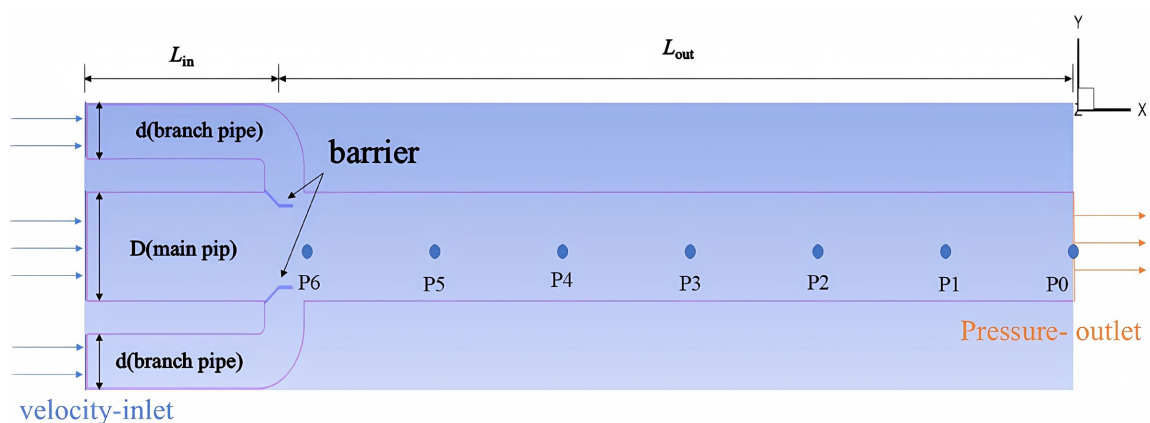 Y
L_in
L_out
Z
X
d(branch pipe)
barrier
D(main pip)
P6
P5
P4
P3
P2
P1
P0
Pressure- outlet
d(branch pipe)
velocity-inlet